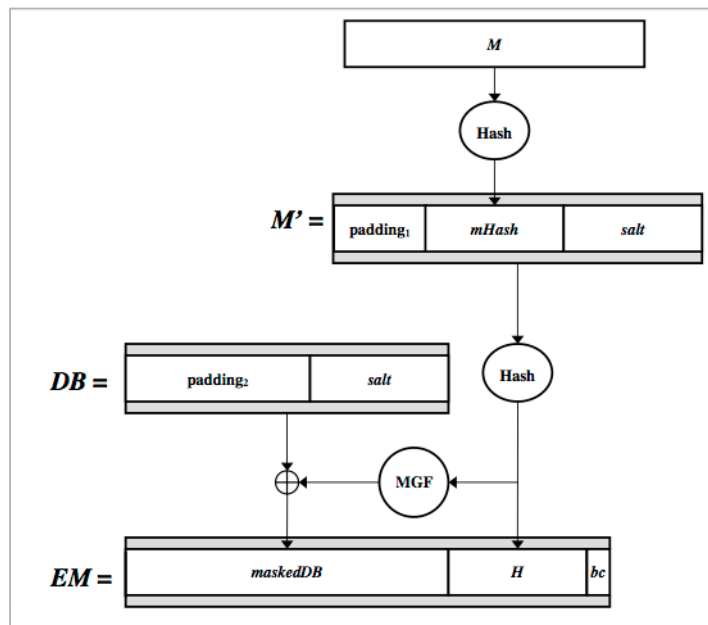 M
Hash
M’ = padding₁ mHash salt
DB = padding₂ salt
Hash
MGF
EM = maskedDB H bc